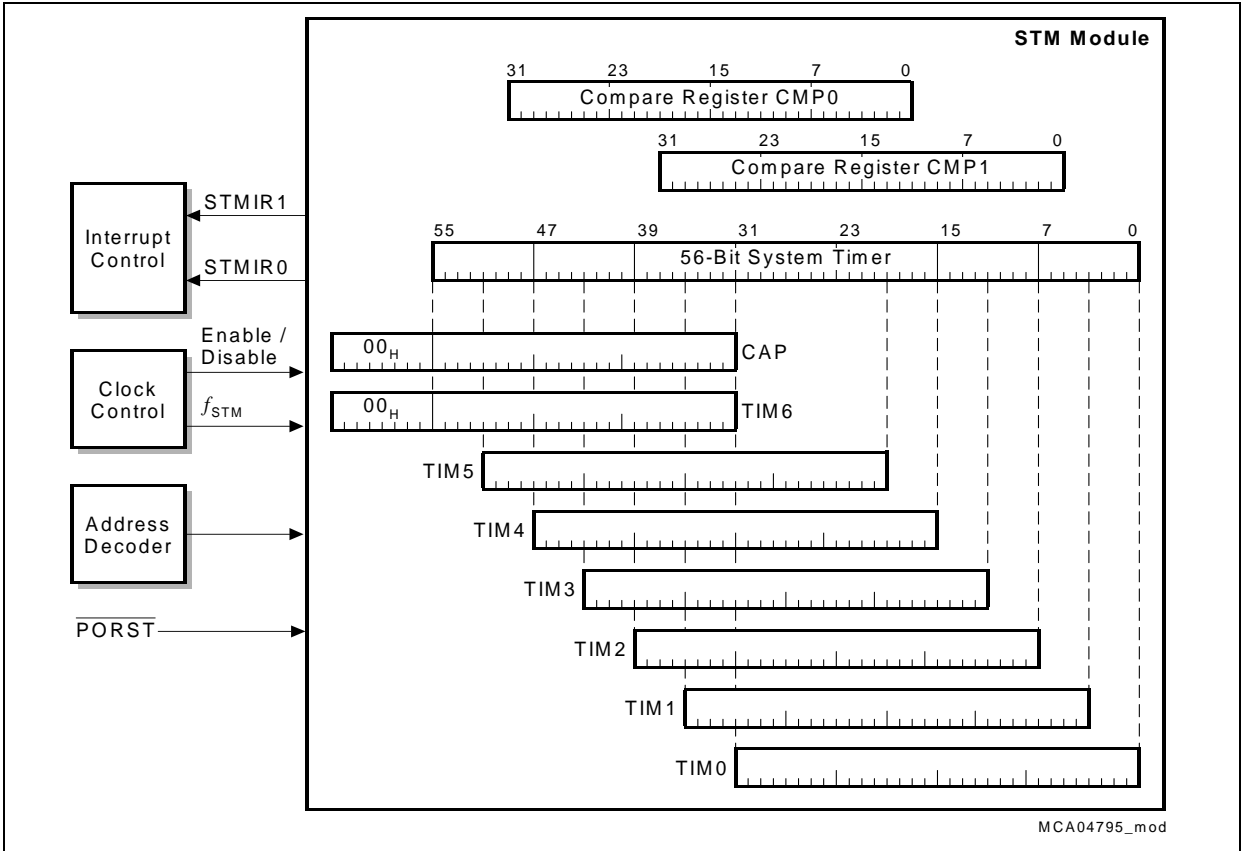 STM Module
31 23 15 7 0
Compare Register CMP0
31 23 15 7 0
Compare Register CMP1
STMIR1
Interrupt
Control
STMIR0
55 47 39 31 23 15 7 0
56-Bit System Timer
Enable /
Disable
Clock
Control
fSTM
00H
CAP
00H
TIM6
TIM5
Address
Decoder
TIM4
TIM3
PORST
TIM2
TIM1
TIM0
MCA04795_mod